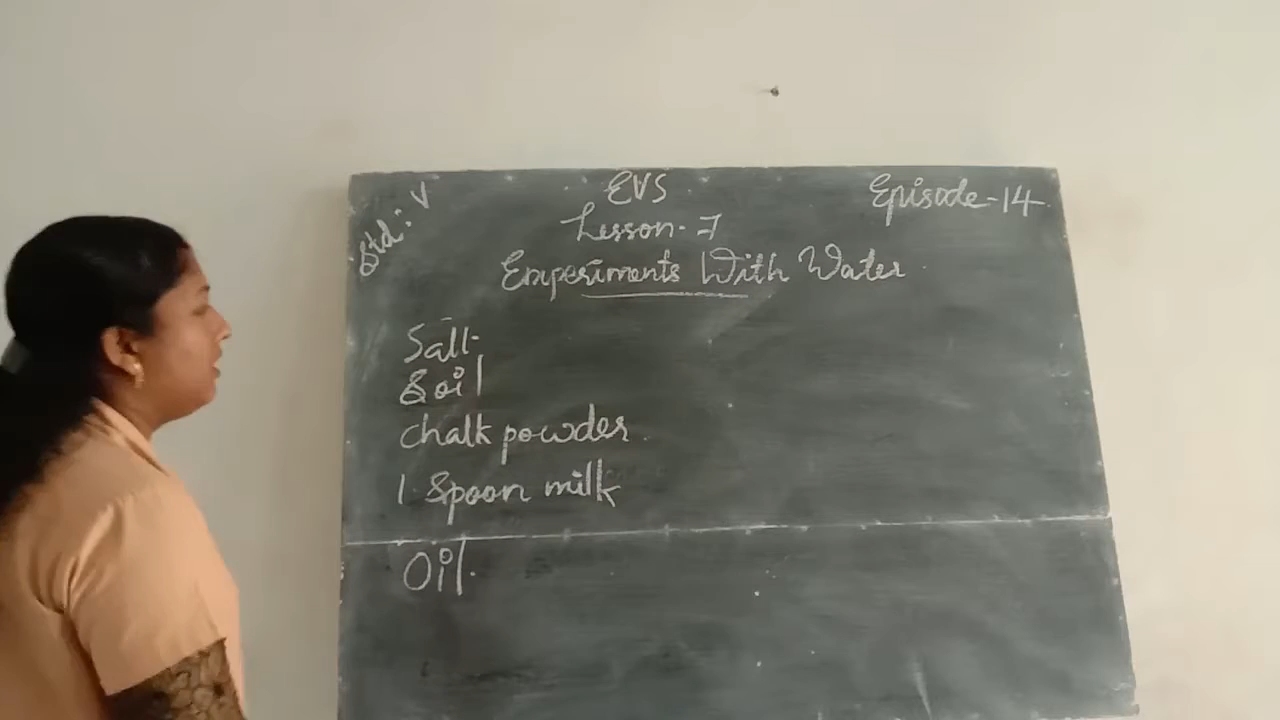 Std: V
EVS
Episode-14
Lesson-7
Experiments With Water
Salt
Soil
chalk powder
1 Spoon milk
Oil